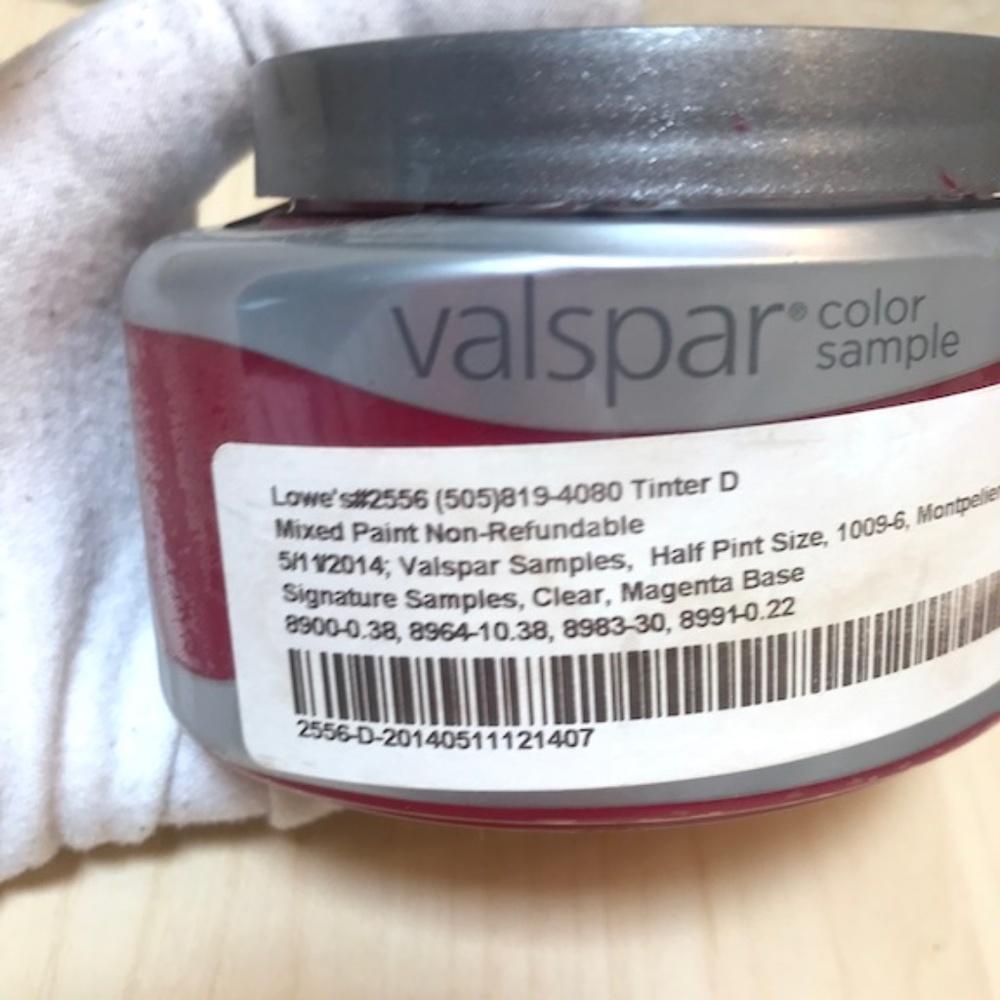 valspar® color sample
Lowe's#2556 (505)819-4080 Tinter D
Mixed Paint Non-Refundable
5/11/2014; Valspar Samples, Half Pint Size, 1009-6, Montpelier
Signature Samples, Clear, Magenta Base
8900-0.38, 8964-10.38, 8983-30, 8991-0.22
2556-D-20140511121407